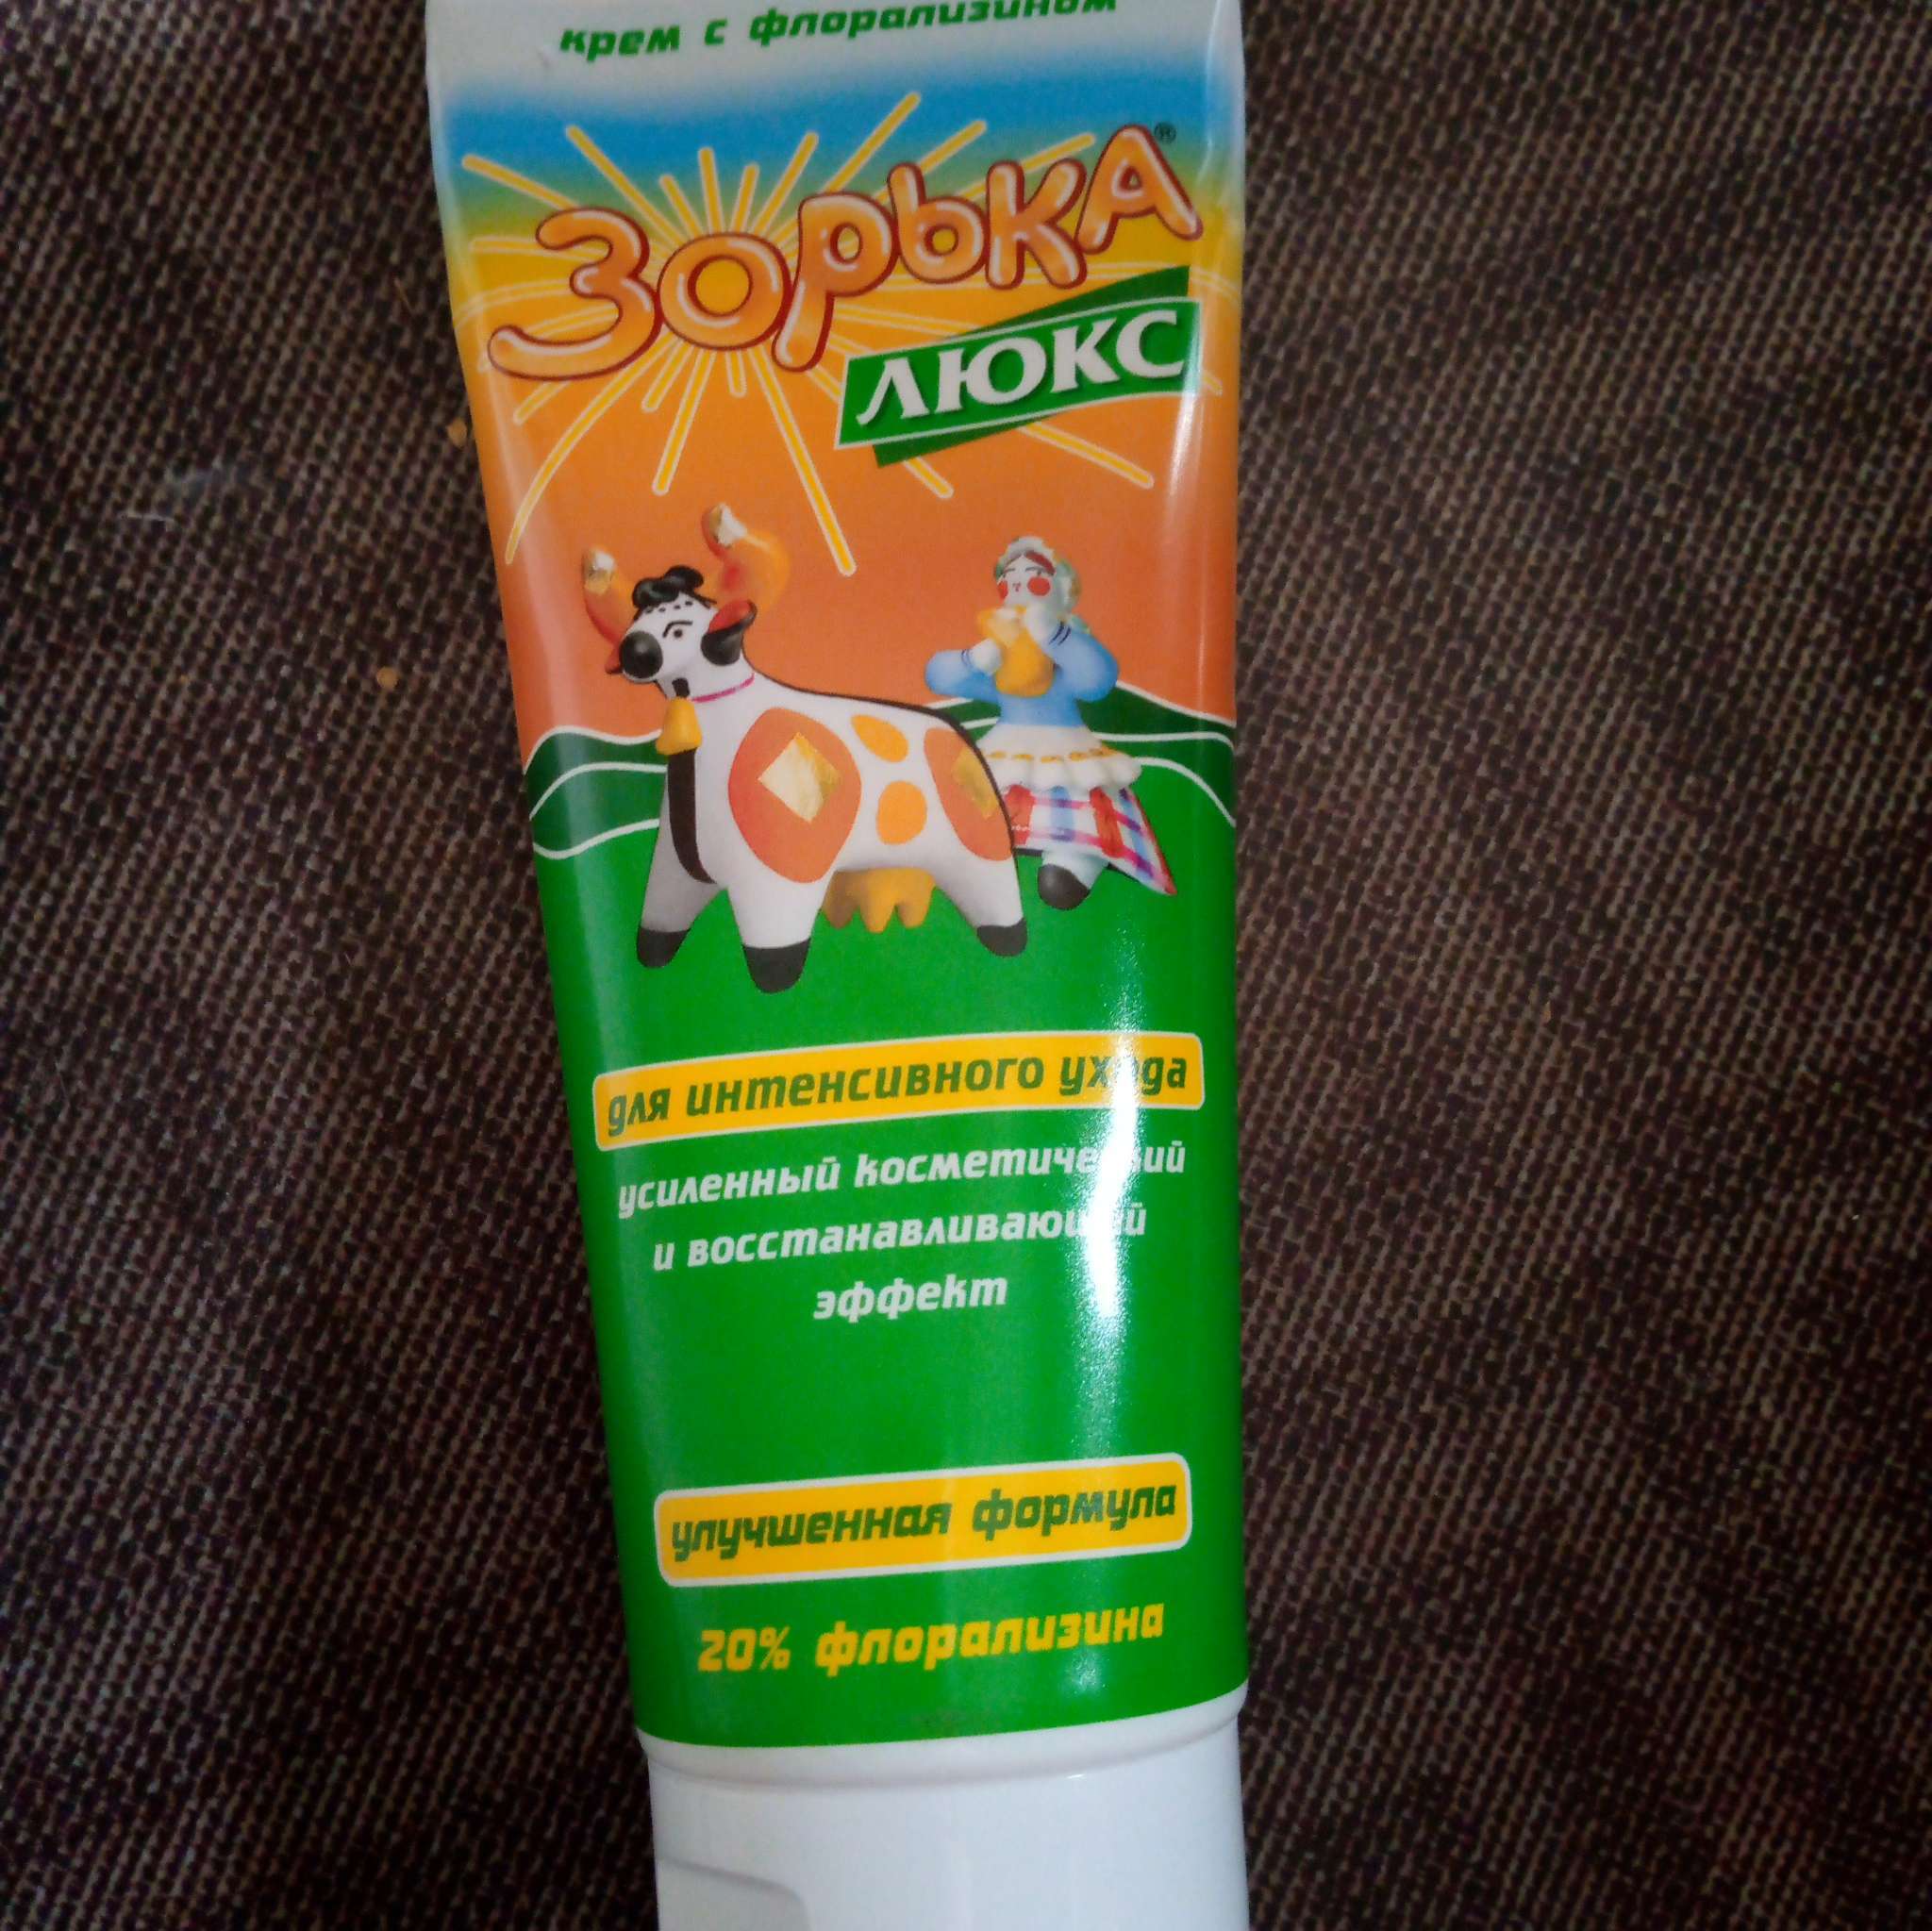 крем с флорализином
ЗОРЬКА®
ЛЮКС
для интенсивного ухода
усиленный косметический
и восстанавливающий
эффект
улучшенная формула
20% флорализина